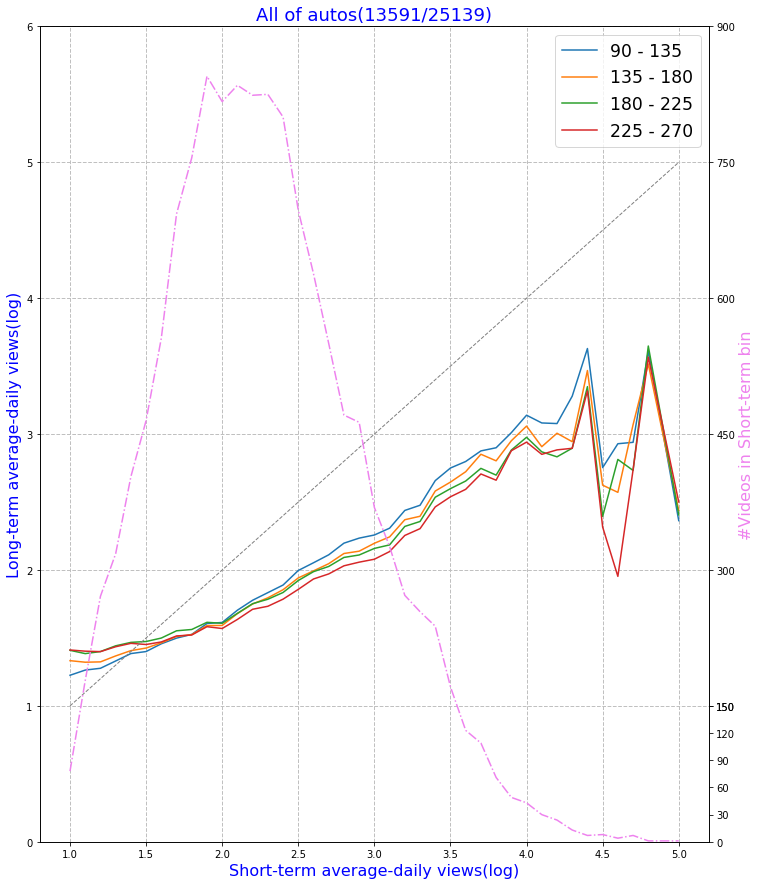 All of autos(13591/25139)
90 - 135
135 - 180
180 - 225
225 - 270
6
5
4
3
2
1
0
Long-term average-daily views(log)
900
750
600
450
300
150
120
90
60
30
0
#Videos in Short-term bin
1.0 1.5 2.0 2.5 3.0 3.5 4.0 4.5 5.0
Short-term average-daily views(log)